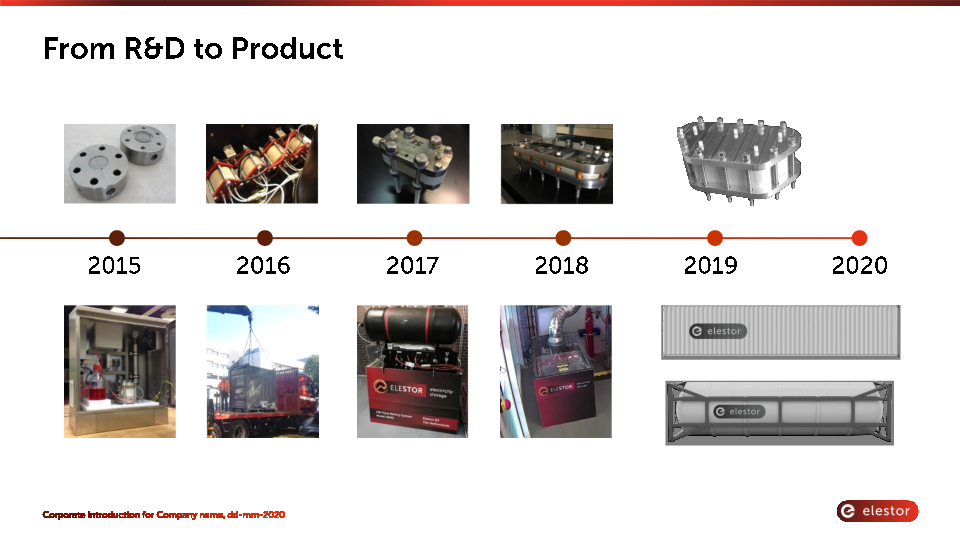 From R&D to Product
2015
2016
2017
2018
2019
2020
ELESTOR
electricity
storage
ELESTOR
elestor
elestor
Corporate Introduction for Company name, dd-mm-2020
elestor